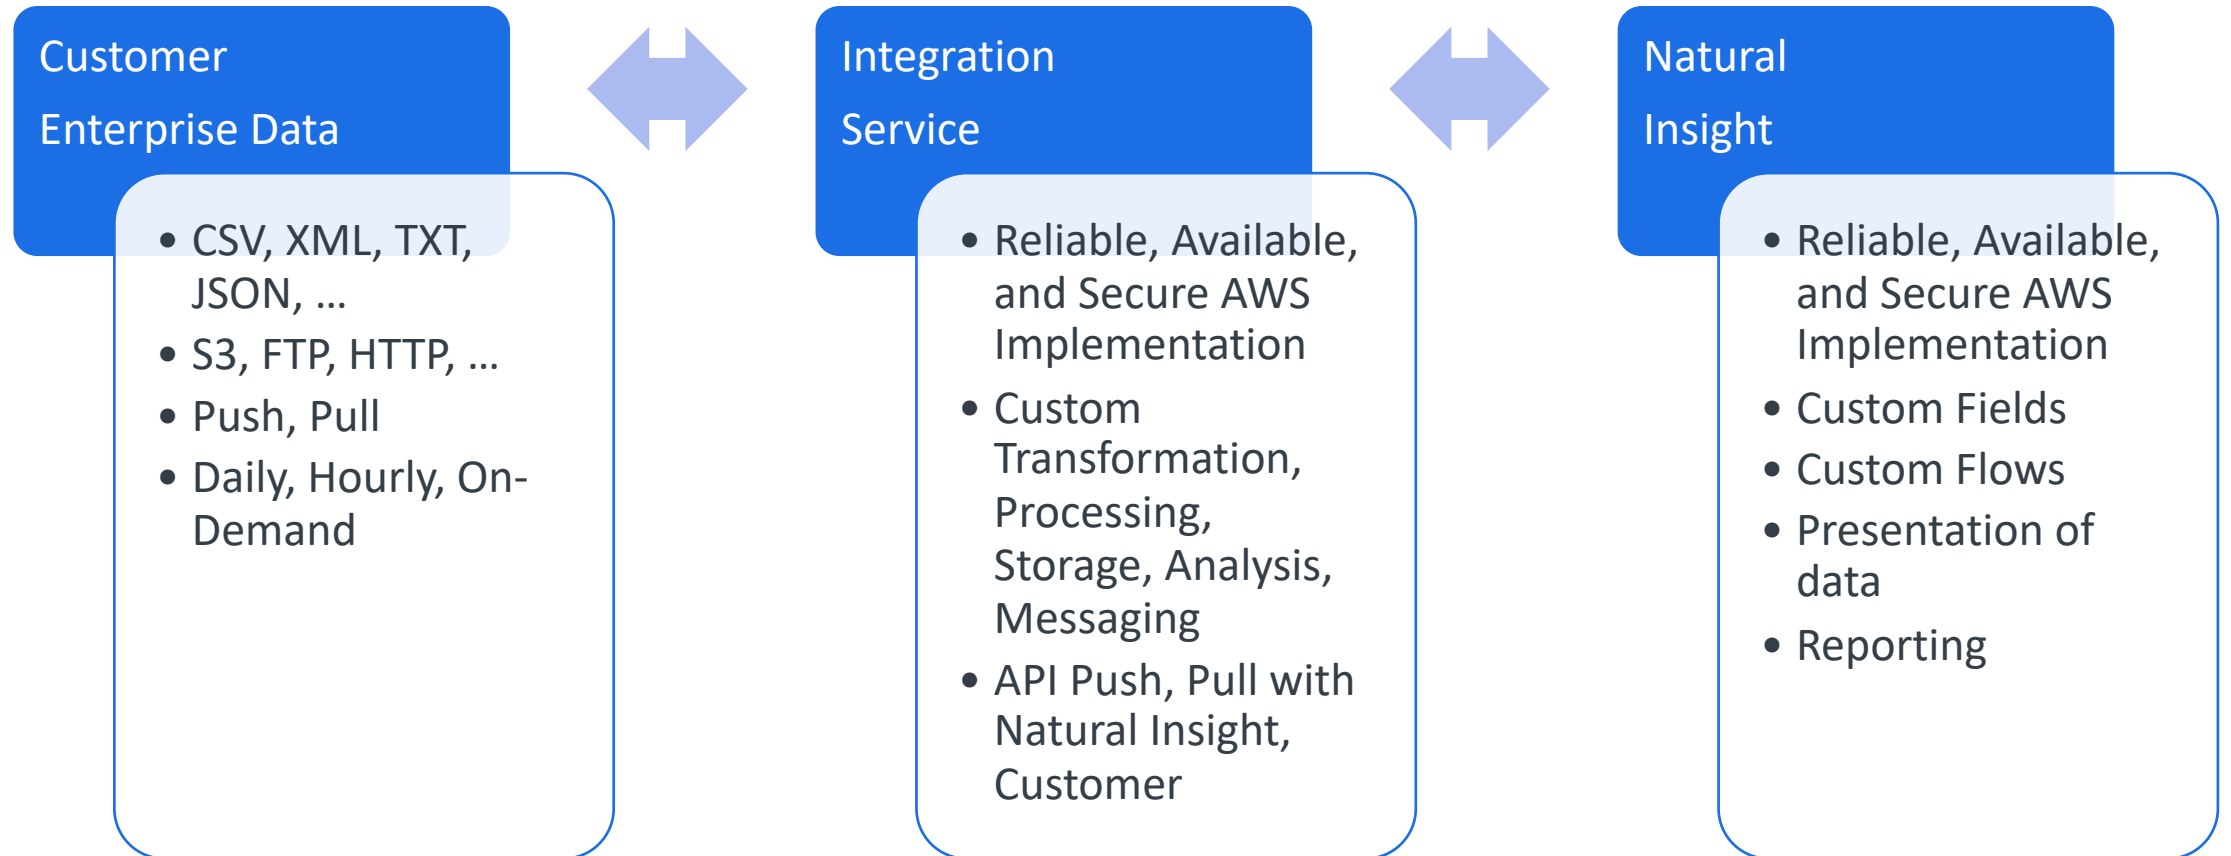 Customer
Enterprise Data
• CSV, XML, TXT,
JSON, ...
• S3, FTP, HTTP, ...
• Push, Pull
• Daily, Hourly, On-
Demand
Integration
Service
• Reliable, Available,
and Secure AWS
Implementation
• Custom
Transformation,
Processing,
Storage, Analysis,
Messaging
• API Push, Pull with
Natural Insight,
Customer
Natural
Insight
• Reliable, Available,
and Secure AWS
Implementation
• Custom Fields
• Custom Flows
• Presentation of
data
• Reporting